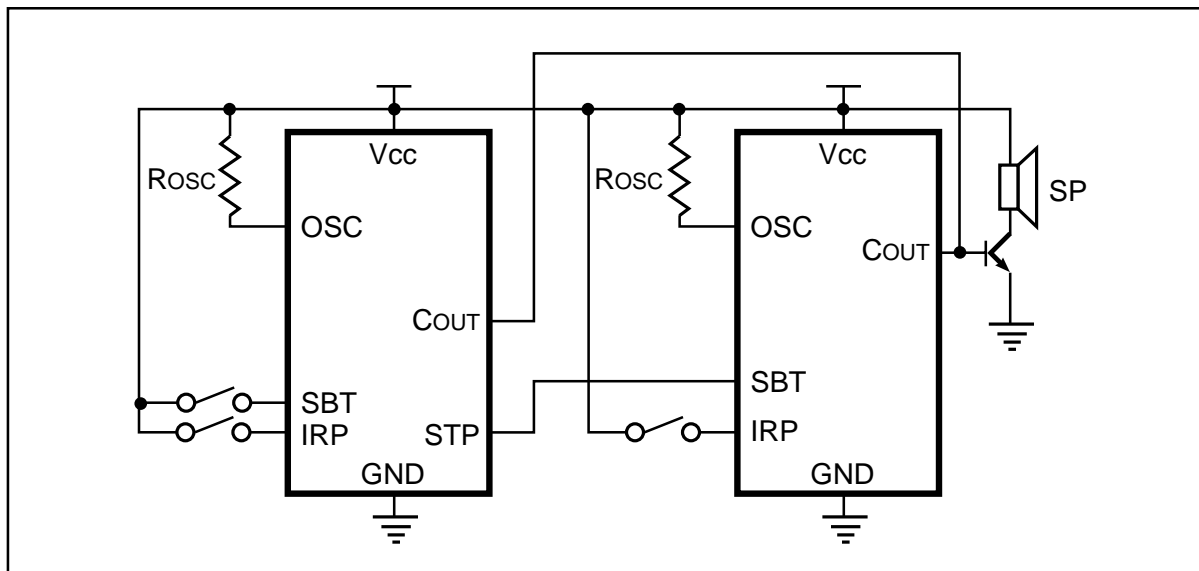 Vcc
ROSC
OSC
COUT
SBT
IRP
STP
GND
Vcc
ROSC
OSC
COUT
SBT
IRP
GND
SP